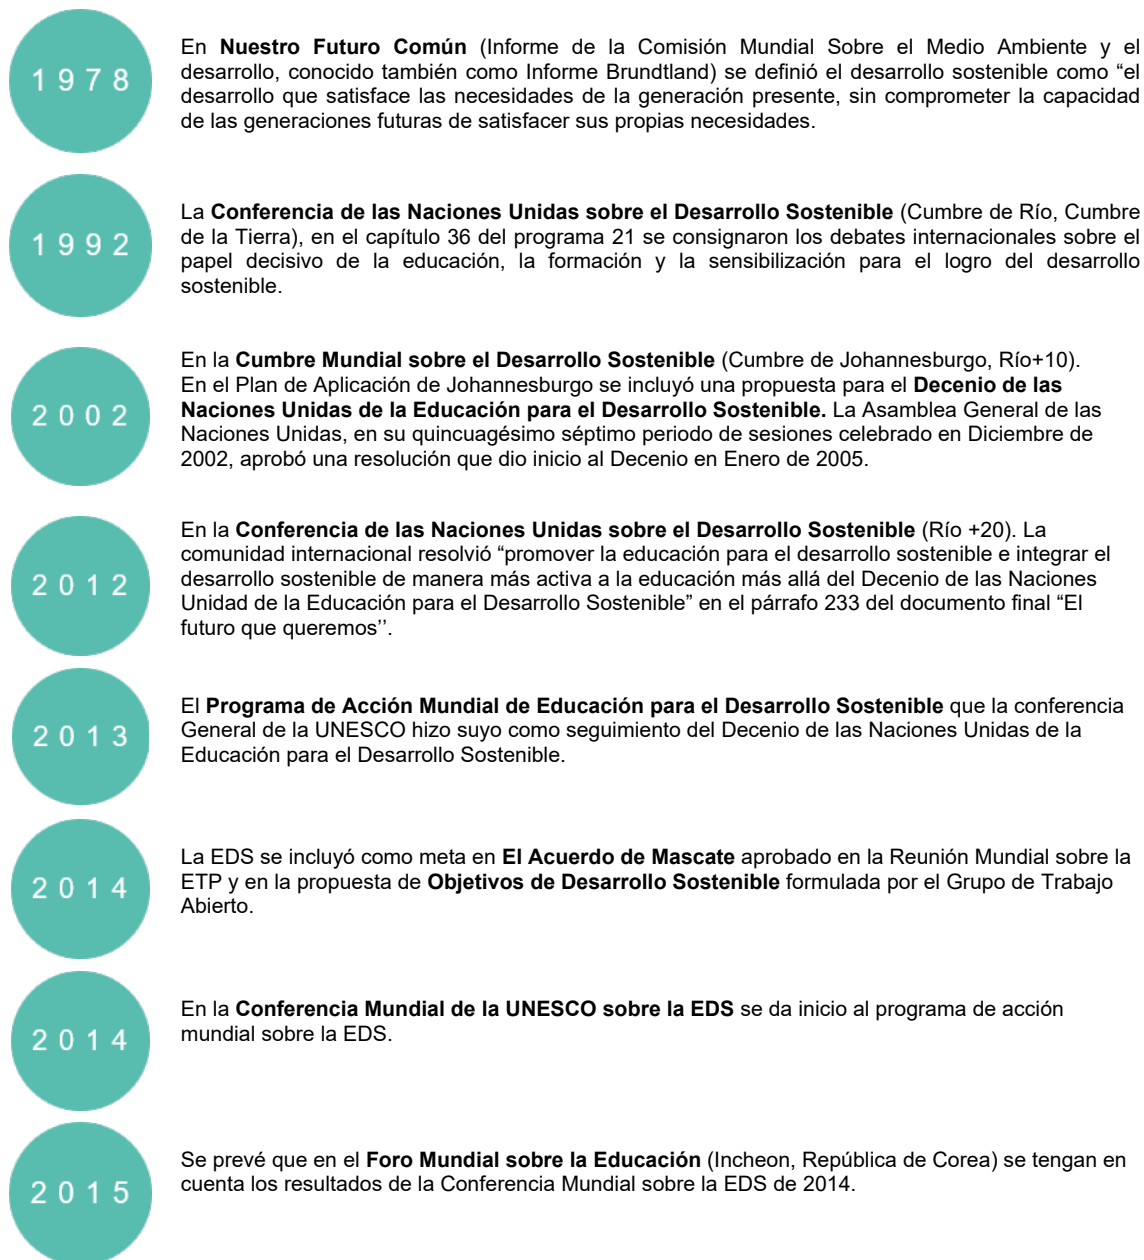 1978
En Nuestro Futuro Común (Informe de la Comisión Mundial Sobre el Medio Ambiente y el
desarrollo, conocido también como Informe Brundtland) se definió el desarrollo sostenible como “el
desarrollo que satisface las necesidades de la generación presente, sin comprometer la capacidad
de las generaciones futuras de satisfacer sus propias necesidades.
1992
La Conferencia de las Naciones Unidas sobre el Desarrollo Sostenible (Cumbre de Río, Cumbre
de la Tierra), en el capítulo 36 del programa 21 se consignaron los debates internacionales sobre el
papel decisivo de la educación, la formación y la sensibilización para el logro del desarrollo
sostenible.
2002
En la Cumbre Mundial sobre el Desarrollo Sostenible (Cumbre de Johannesburgo, Río+10).
En el Plan de Aplicación de Johannesburgo se incluyó una propuesta para el Decenio de las
Naciones Unidas de la Educación para el Desarrollo Sostenible. La Asamblea General de las
Naciones Unidas, en su quincuagésimo séptimo periodo de sesiones celebrado en Diciembre de
2002, aprobó una resolución que dio inicio al Decenio en Enero de 2005.
2012
En la Conferencia de las Naciones Unidas sobre el Desarrollo Sostenible (Río +20). La
comunidad internacional resolvió “promover la educación para el desarrollo sostenible e integrar el
desarrollo sostenible de manera más activa a la educación más allá del Decenio de las Naciones
Unidad de la Educación para el Desarrollo Sostenible” en el párrafo 233 del documento final “El
futuro que queremos’’.
2013
El Programa de Acción Mundial de Educación para el Desarrollo Sostenible que la conferencia
General de la UNESCO hizo suyo como seguimiento del Decenio de las Naciones Unidas de la
Educación para el Desarrollo Sostenible.
2014
La EDS se incluyó como meta en El Acuerdo de Mascate aprobado en la Reunión Mundial sobre la
ETP y en la propuesta de Objetivos de Desarrollo Sostenible formulada por el Grupo de Trabajo
Abierto.
2014
En la Conferencia Mundial de la UNESCO sobre la EDS se da inicio al programa de acción
mundial sobre la EDS.
2015
Se prevé que en el Foro Mundial sobre la Educación (Incheon, República de Corea) se tengan en
cuenta los resultados de la Conferencia Mundial sobre la EDS de 2014.